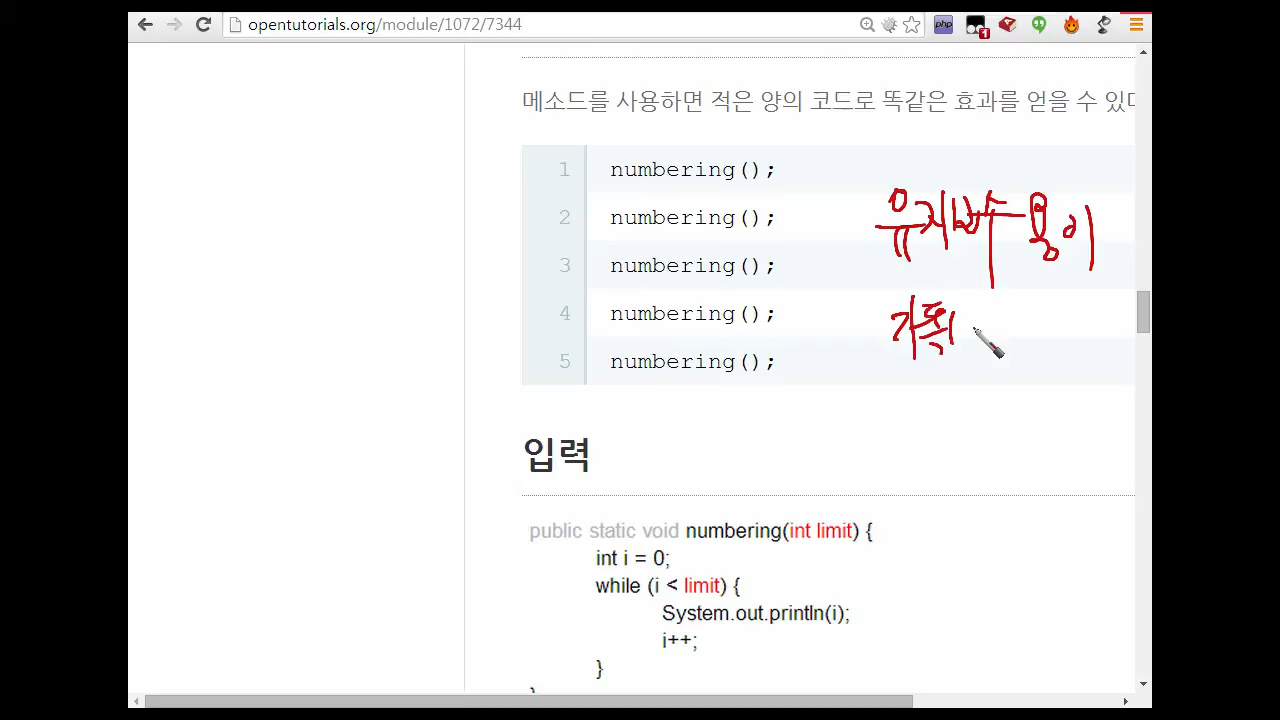 opentutorials.org/module/1072/7344
php
1
메소드를 사용하면 적은 양의 코드로 똑같은 효과를 얻을 수 있
1 numbering();
2 numbering();
3 numbering();
4 numbering();
5 numbering();
유지보수 용이
가독
입력
public static void numbering(int limit) {
int i = 0;
while (i < limit) {
System.out.println(i);
i++;
}
}